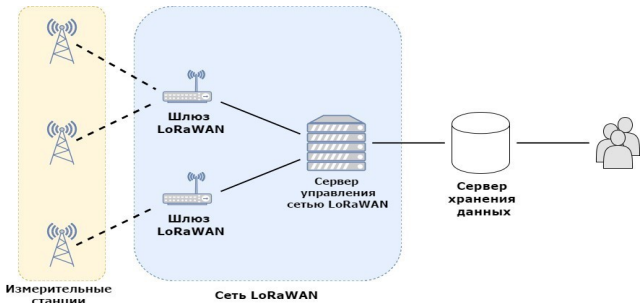 Шлюз
LoRaWAN
Шлюз
LoRaWAN
Сервер
управления
сетью LoRaWAN
Сервер
хранения
данных
Измерительные
станции
Сеть LoRaWAN